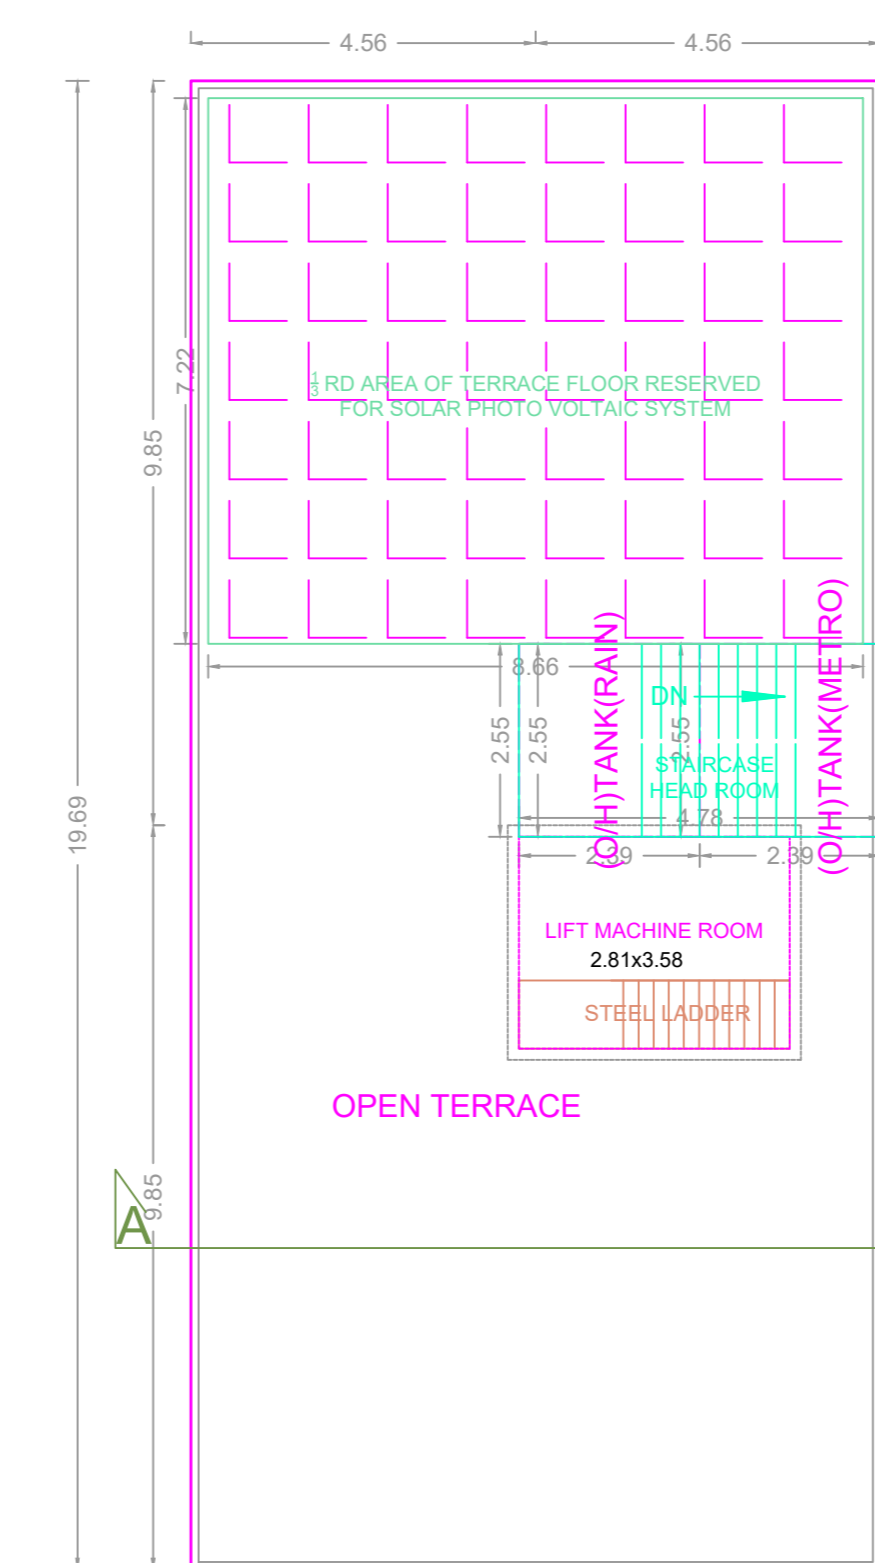 4.56
4.56
7.22
9.85
1/3 RD AREA OF TERRACE FLOOR RESERVED
FOR SOLAR PHOTO VOLTAIC SYSTEM
8.66
(O/H)TANK(RAIN)
(O/H)TANK(METRO)
DN
2.55
2.55
2.55
STAIRCASE
HEAD ROOM
4.78
19.69
2.39
2.39
LIFT MACHINE ROOM
2.81x3.58
STEEL LADDER
OPEN TERRACE
9.85
A